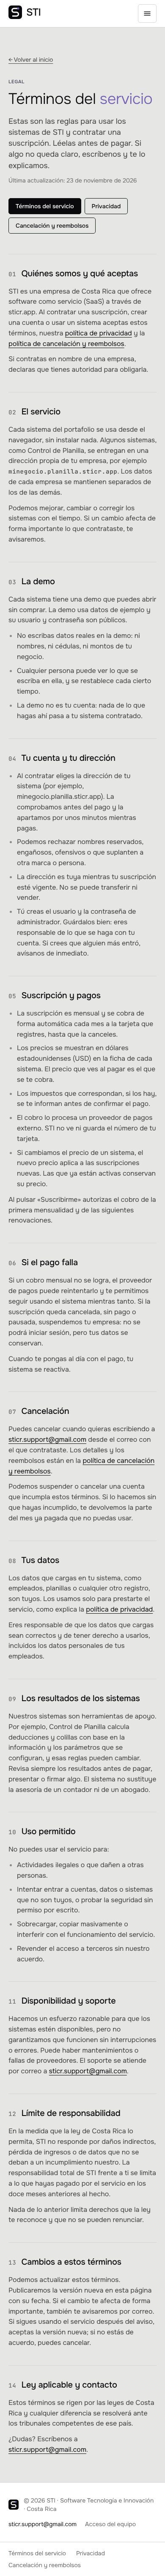 STI
← Volver al inicio
LEGAL
Términos del servicio
Estas son las reglas para usar los
sistemas de STI y contratar una
suscripción. Léelas antes de pagar. Si
algo no queda claro, escríbenos y te lo
explicamos.
Última actualización: 23 de noviembre de 2026
Términos del servicio
Privacidad
Cancelación y reembolsos
01 Quiénes somos y qué aceptas
STI es una empresa de Costa Rica que ofrece
software como servicio (SaaS) a través de
sticr.app. Al contratar una suscripción, crear
una cuenta o usar un sistema aceptas estos
términos, nuestra política de privacidad y la
política de cancelación y reembolsos.
Si contratas en nombre de una empresa,
declaras que tienes autoridad para obligarla.
02 El servicio
Cada sistema del portafolio se usa desde el
navegador, sin instalar nada. Algunos sistemas,
como Control de Planilla, se entregan en una
dirección propia de tu empresa, por ejemplo
minegocio.planilla.sticr.app. Los datos
de cada empresa se mantienen separados de
los de las demás.
Podemos mejorar, cambiar o corregir los
sistemas con el tiempo. Si un cambio afecta de
forma importante lo que contrataste, te
avisaremos.
03 La demo
Cada sistema tiene una demo que puedes abrir
sin comprar. La demo usa datos de ejemplo y
su usuario y contraseña son públicos.
• No escribas datos reales en la demo: ni
nombres, ni cédulas, ni montos de tu
negocio.
• Cualquier persona puede ver lo que se
escriba en ella, y se restablece cada cierto
tiempo.
• La demo no es tu cuenta: nada de lo que
hagas ahí pasa a tu sistema contratado.
04 Tu cuenta y tu dirección
• Al contratar eliges la dirección de tu
sistema (por ejemplo,
minegocio.planilla.sticr.app). La
comprobamos antes del pago y la
apartamos por unos minutos mientras
pagas.
• Podemos rechazar nombres reservados,
engañosos, ofensivos o que suplanten a
otra marca o persona.
• La dirección es tuya mientras tu suscripción
esté vigente. No se puede transferir ni
vender.
• Tú creas el usuario y la contraseña de
administrador. Guárdalos bien: eres
responsable de lo que se haga con tu
cuenta. Si crees que alguien más entró,
avísanos de inmediato.
05 Suscripción y pagos
• La suscripción es mensual y se cobra de
forma automática cada mes a la tarjeta que
registres, hasta que la canceles.
• Los precios se muestran en dólares
estadounidenses (USD) en la ficha de cada
sistema. El precio que ves al pagar es el que
se te cobra.
• Los impuestos que correspondan, si los hay,
se te informan antes de confirmar el pago.
• El cobro lo procesa un proveedor de pagos
externo. STI no ve ni guarda el número de tu
tarjeta.
• Si cambiamos el precio de un sistema, el
nuevo precio aplica a las suscripciones
nuevas. Las que ya están activas conservan
su precio.
Al pulsar «Suscribirme» autorizas el cobro de la
primera mensualidad y de las siguientes
renovaciones.
06 Si el pago falla
Si un cobro mensual no se logra, el proveedor
de pagos puede reintentarlo y te permitimos
seguir usando el sistema mientras tanto. Si la
suscripción queda cancelada, sin pago o
pausada, suspendemos tu empresa: no se
podrá iniciar sesión, pero tus datos se
conservan.
Cuando te pongas al día con el pago, tu
sistema se reactiva.
07 Cancelación
Puedes cancelar cuando quieras escribiendo a
sticr.support@gmail.com desde el correo con
el que contrataste. Los detalles y los
reembolsos están en la política de cancelación
y reembolsos.
Podemos suspender o cancelar una cuenta
que incumpla estos términos. Si lo hacemos sin
que hayas incumplido, te devolvemos la parte
del mes ya pagada que no puedas usar.
08 Tus datos
Los datos que cargas en tu sistema, como
empleados, planillas o cualquier otro registro,
son tuyos. Los usamos solo para prestarte el
servicio, como explica la política de privacidad.
Eres responsable de que los datos que cargas
sean correctos y de tener derecho a usarlos,
incluidos los datos personales de tus
empleados.
09 Los resultados de los sistemas
Nuestros sistemas son herramientas de apoyo.
Por ejemplo, Control de Planilla calcula
deducciones y colillas con base en la
información y los parámetros que se
configuran, y esas reglas pueden cambiar.
Revisa siempre los resultados antes de pagar,
presentar o firmar algo. El sistema no sustituye
la asesoría de un contador ni de un abogado.
10 Uso permitido
No puedes usar el servicio para:
• Actividades ilegales o que dañen a otras
personas.
• Intentar entrar a cuentas, datos o sistemas
que no son tuyos, o probar la seguridad sin
permiso por escrito.
• Sobrecargar, copiar masivamente o
interferir con el funcionamiento del servicio.
• Revender el acceso a terceros sin nuestro
acuerdo.
11 Disponibilidad y soporte
Hacemos un esfuerzo razonable para que los
sistemas estén disponibles, pero no
garantizamos que funcionen sin interrupciones
o errores. Puede haber mantenimientos o
fallas de proveedores. El soporte se atiende
por correo a sticr.support@gmail.com.
12 Límite de responsabilidad
En la medida que la ley de Costa Rica lo
permita, STI no responde por daños indirectos,
pérdida de ingresos o de datos que no se
deban a un incumplimiento nuestro. La
responsabilidad total de STI frente a ti se limita
a lo que hayas pagado por el servicio en los
doce meses anteriores al hecho.
Nada de lo anterior limita derechos que la ley
te reconoce y que no se pueden renunciar.
13 Cambios a estos términos
Podemos actualizar estos términos.
Publicaremos la versión nueva en esta página
con su fecha. Si el cambio te afecta de forma
importante, también te avisaremos por correo.
Si sigues usando el servicio después del aviso,
aceptas la versión nueva; si no estás de
acuerdo, puedes cancelar.
14 Ley aplicable y contacto
Estos términos se rigen por las leyes de Costa
Rica y cualquier diferencia se resolverá ante
los tribunales competentes de ese país.
¿Dudas? Escríbenos a
sticr.support@gmail.com.
© 2026 STI · Software Tecnología e Innovación
· Costa Rica
sticr.support@gmail.com Acceso del equipo
Términos del servicio Privacidad
Cancelación y reembolsos